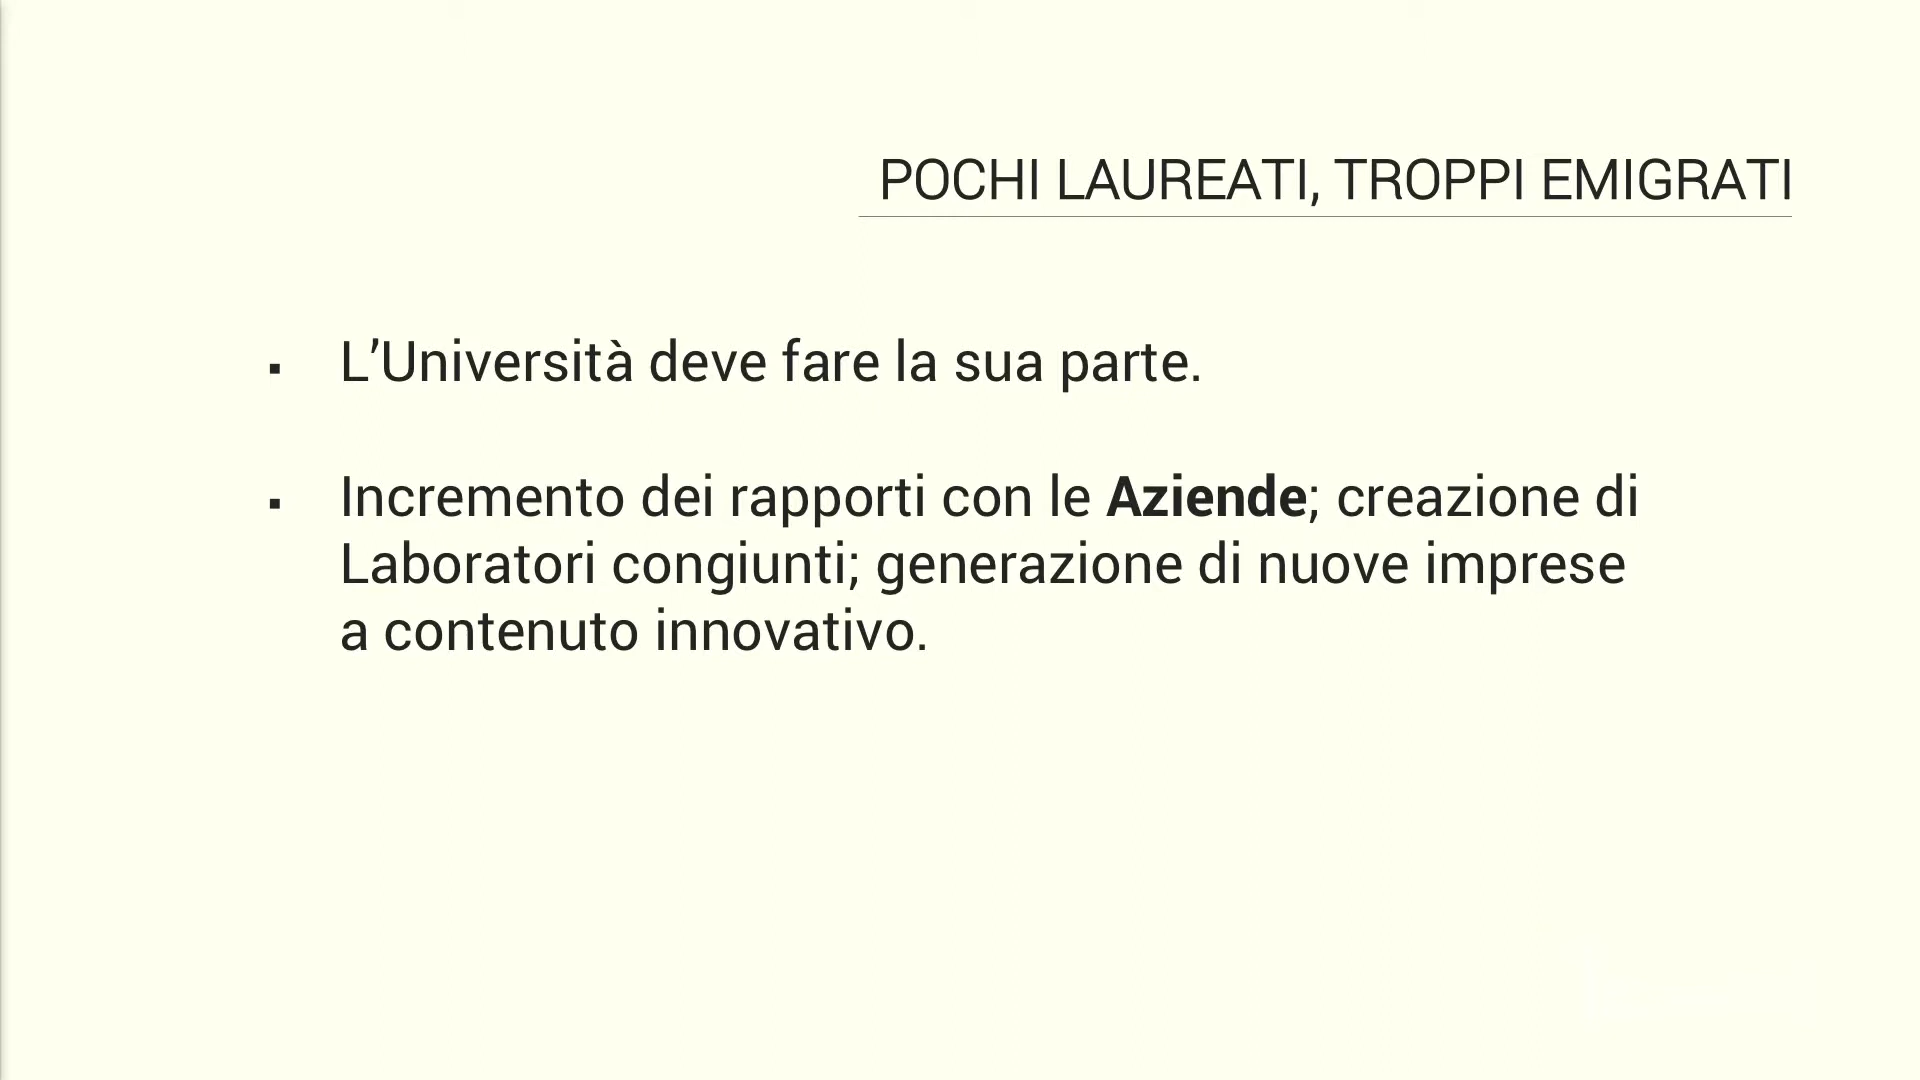 POCHI LAUREATI, TROPPI EMIGRATI
▪ L’Università deve fare la sua parte.
▪ Incremento dei rapporti con le Aziende; creazione di
Laboratori congiunti; generazione di nuove imprese
a contenuto innovativo.